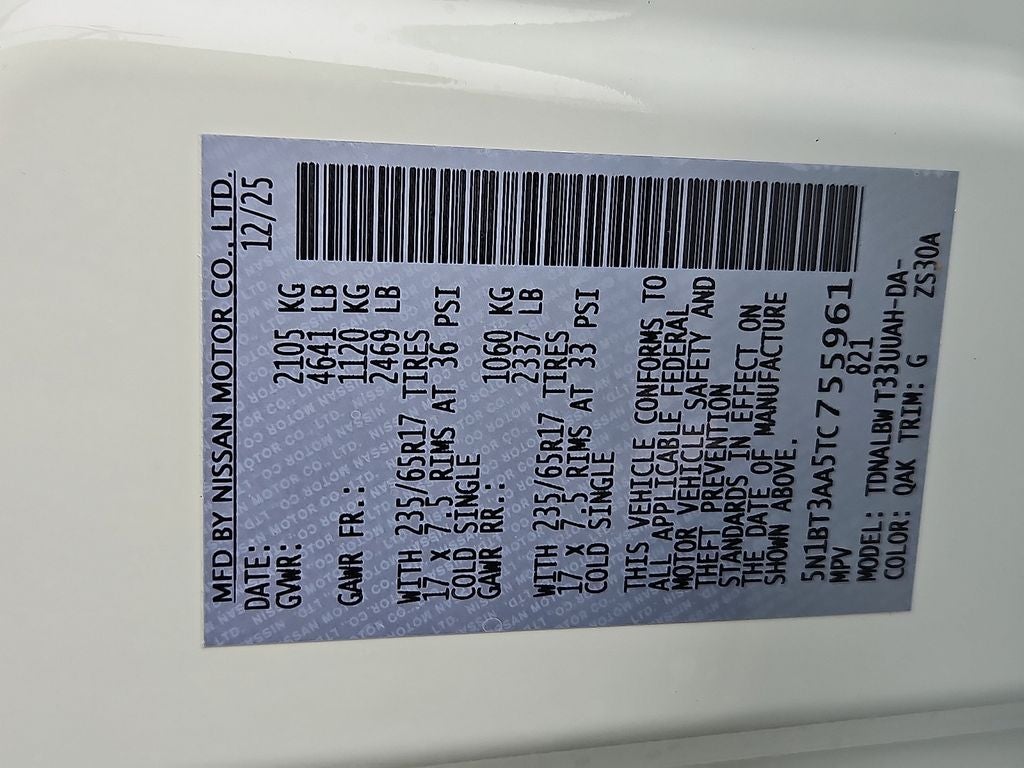 MFD BY NISSAN MOTOR CO., LTD.
DATE: 12/25
GVWR: 2105 KG
4641 LB
GAWR FR.: 1120 KG
2469 LB
WITH 235/65R17 TIRES
17 X 7.5 RIMS AT 36 PSI
COLD SINGLE
GAWR RR.: 1060 KG
2337 LB
WITH 235/65R17 TIRES
17 X 7.5 RIMS AT 33 PSI
COLD SINGLE
THIS VEHICLE CONFORMS TO
ALL APPLICABLE FEDERAL
MOTOR VEHICLE SAFETY AND
THEFT PREVENTION
STANDARDS IN EFFECT ON
THE DATE OF MANUFACTURE
SHOWN ABOVE.
5N1BT3AA5TC755961
MPV 821
MODEL: TDNALBW T33UUAH-DA-
COLOR: QAK TRIM: G ZS30A